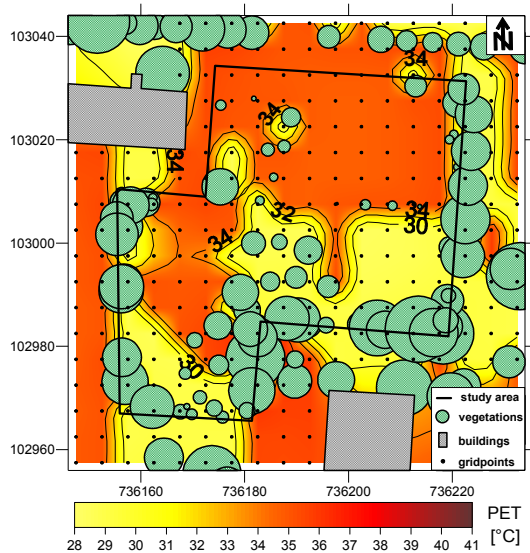 103040
103020
103000
102980
102960
N
34
34
34
34
32
34
30
34
30
study area
vegetations
buildings
gridpoints
736160 736180 736200 736220
PET
[°C]
28 29 30 31 32 33 34 35 36 37 38 39 40 41